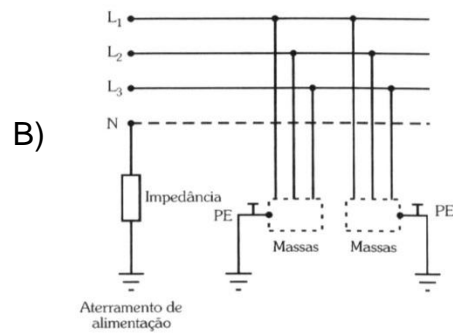 L1
L2
L3
N
B)
Impedância
PE
PE
Massas
Massas
Aterramento de
alimentação